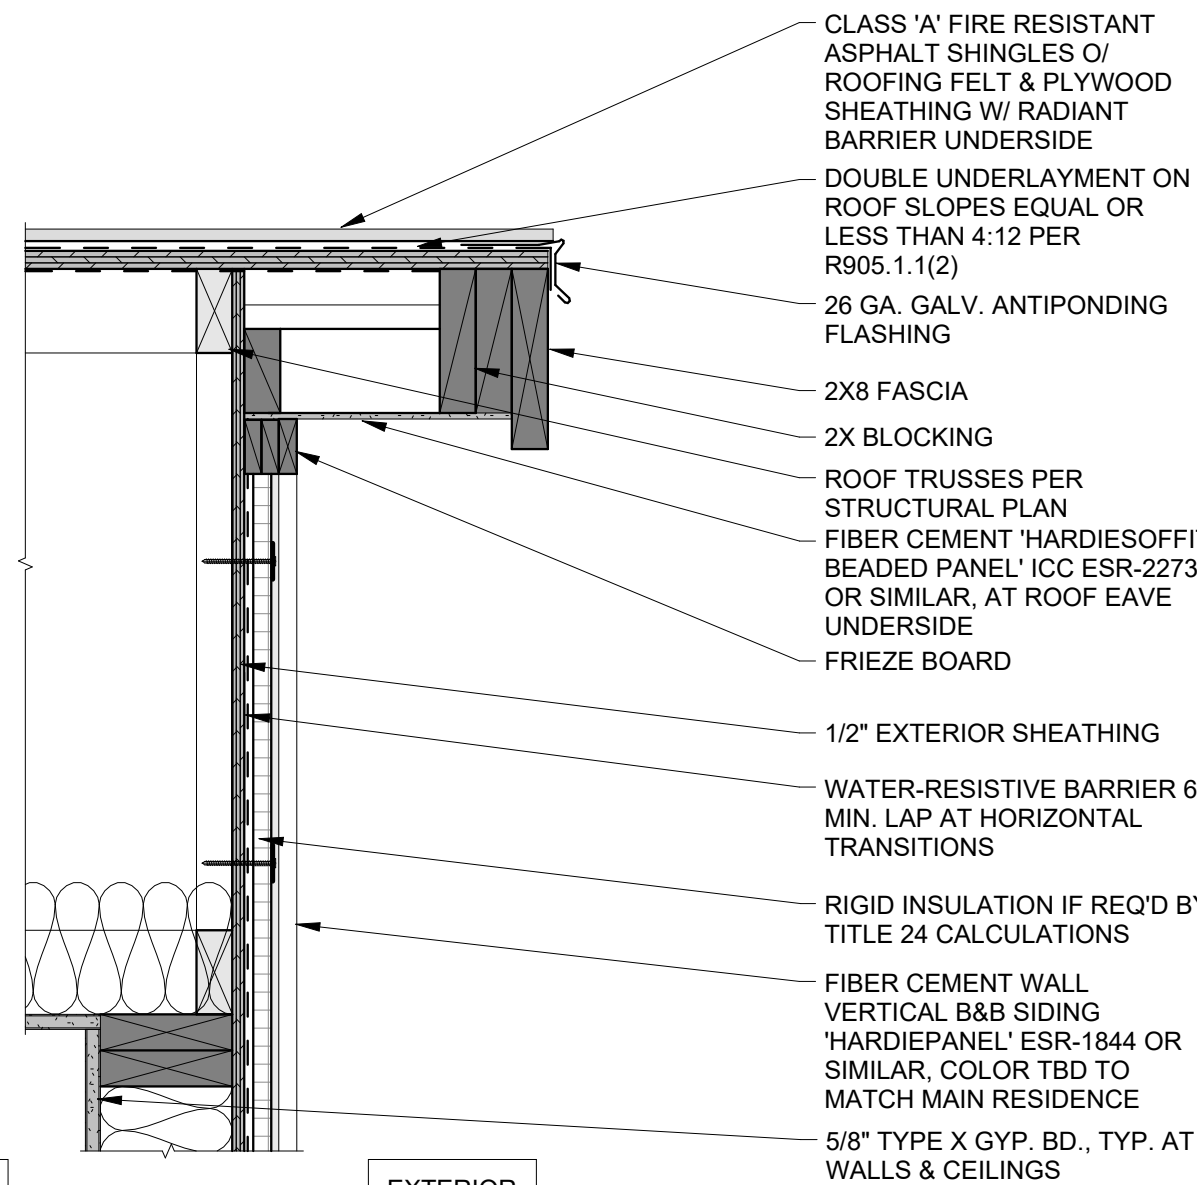 CLASS 'A' FIRE RESISTANT
ASPHALT SHINGLES O/
ROOFING FELT & PLYWOOD
SHEATHING W/ RADIANT
BARRIER UNDERSIDE
DOUBLE UNDERLAYMENT ON
ROOF SLOPES EQUAL OR
LESS THAN 4:12 PER
R905.1.1(2)
26 GA. GALV. ANTIPONDING
FLASHING
2X8 FASCIA
2X BLOCKING
ROOF TRUSSES PER
STRUCTURAL PLAN
FIBER CEMENT 'HARDIESOFFIT
BEADED PANEL' ICC ESR-2273
OR SIMILAR, AT ROOF EAVE
UNDERSIDE
FRIEZE BOARD
1/2" EXTERIOR SHEATHING
WATER-RESISTIVE BARRIER 6
MIN. LAP AT HORIZONTAL
TRANSITIONS
RIGID INSULATION IF REQ'D BY
TITLE 24 CALCULATIONS
FIBER CEMENT WALL
VERTICAL B&B SIDING
'HARDIEPANEL' ESR-1844 OR
SIMILAR, COLOR TBD TO
MATCH MAIN RESIDENCE
5/8" TYPE X GYP. BD., TYP. AT
WALLS & CEILINGS
EXTERIOR